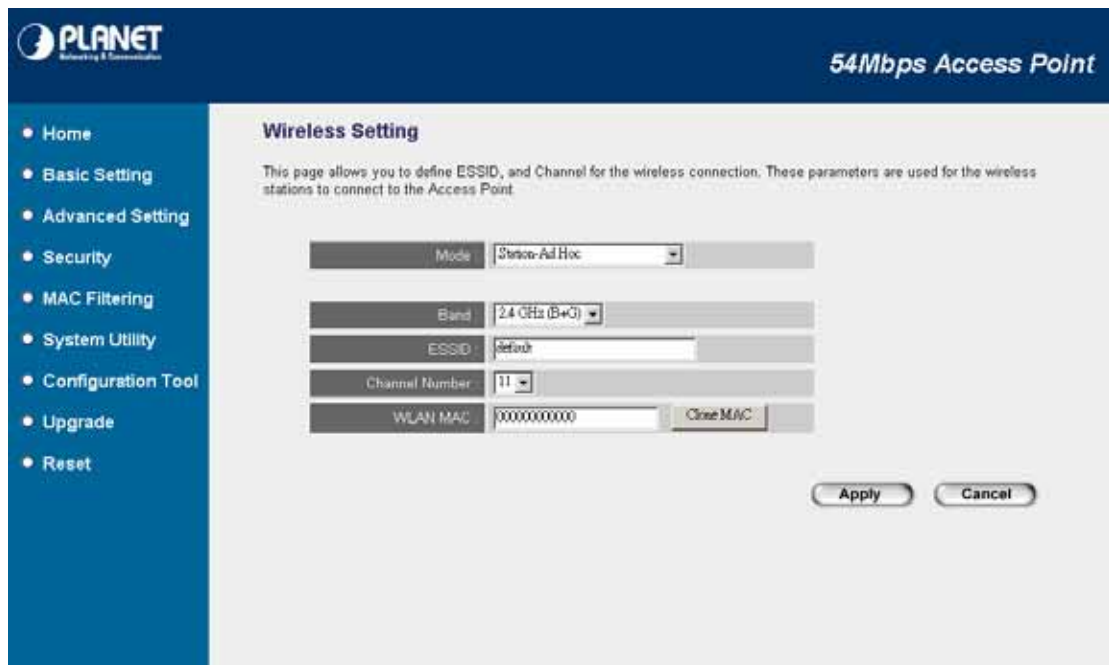 PLANET
Networking & Communication
54Mbps Access Point
Home
Basic Setting
Advanced Setting
Security
MAC Filtering
System Utility
Configuration Tool
Upgrade
Reset
Wireless Setting
This page allows you to define ESSID, and Channel for the wireless connection. These parameters are used for the wireless
stations to connect to the Access Point
Mode : Station-Ad Hoc
Band : 2.4 GHz (B+G)
ESSID : default
Channel Number : 11
WLAN MAC : 000000000000 Clone MAC
Apply Cancel